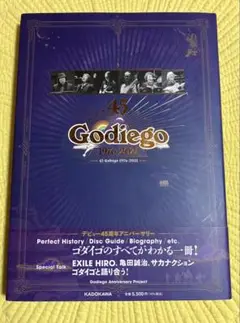 45
Godiego
1976-2021
45 Godiego 1976-2021
デビュー45周年アニバーサリー
Perfect History / Disc Guide / Biography / etc.
ゴダイゴのすべてがわかる一冊!
Special Talk
EXILE HIRO、亀田誠治、サカナクション
ゴダイゴと語り合う!
Godiego Anniversary Project
KADOKAWA